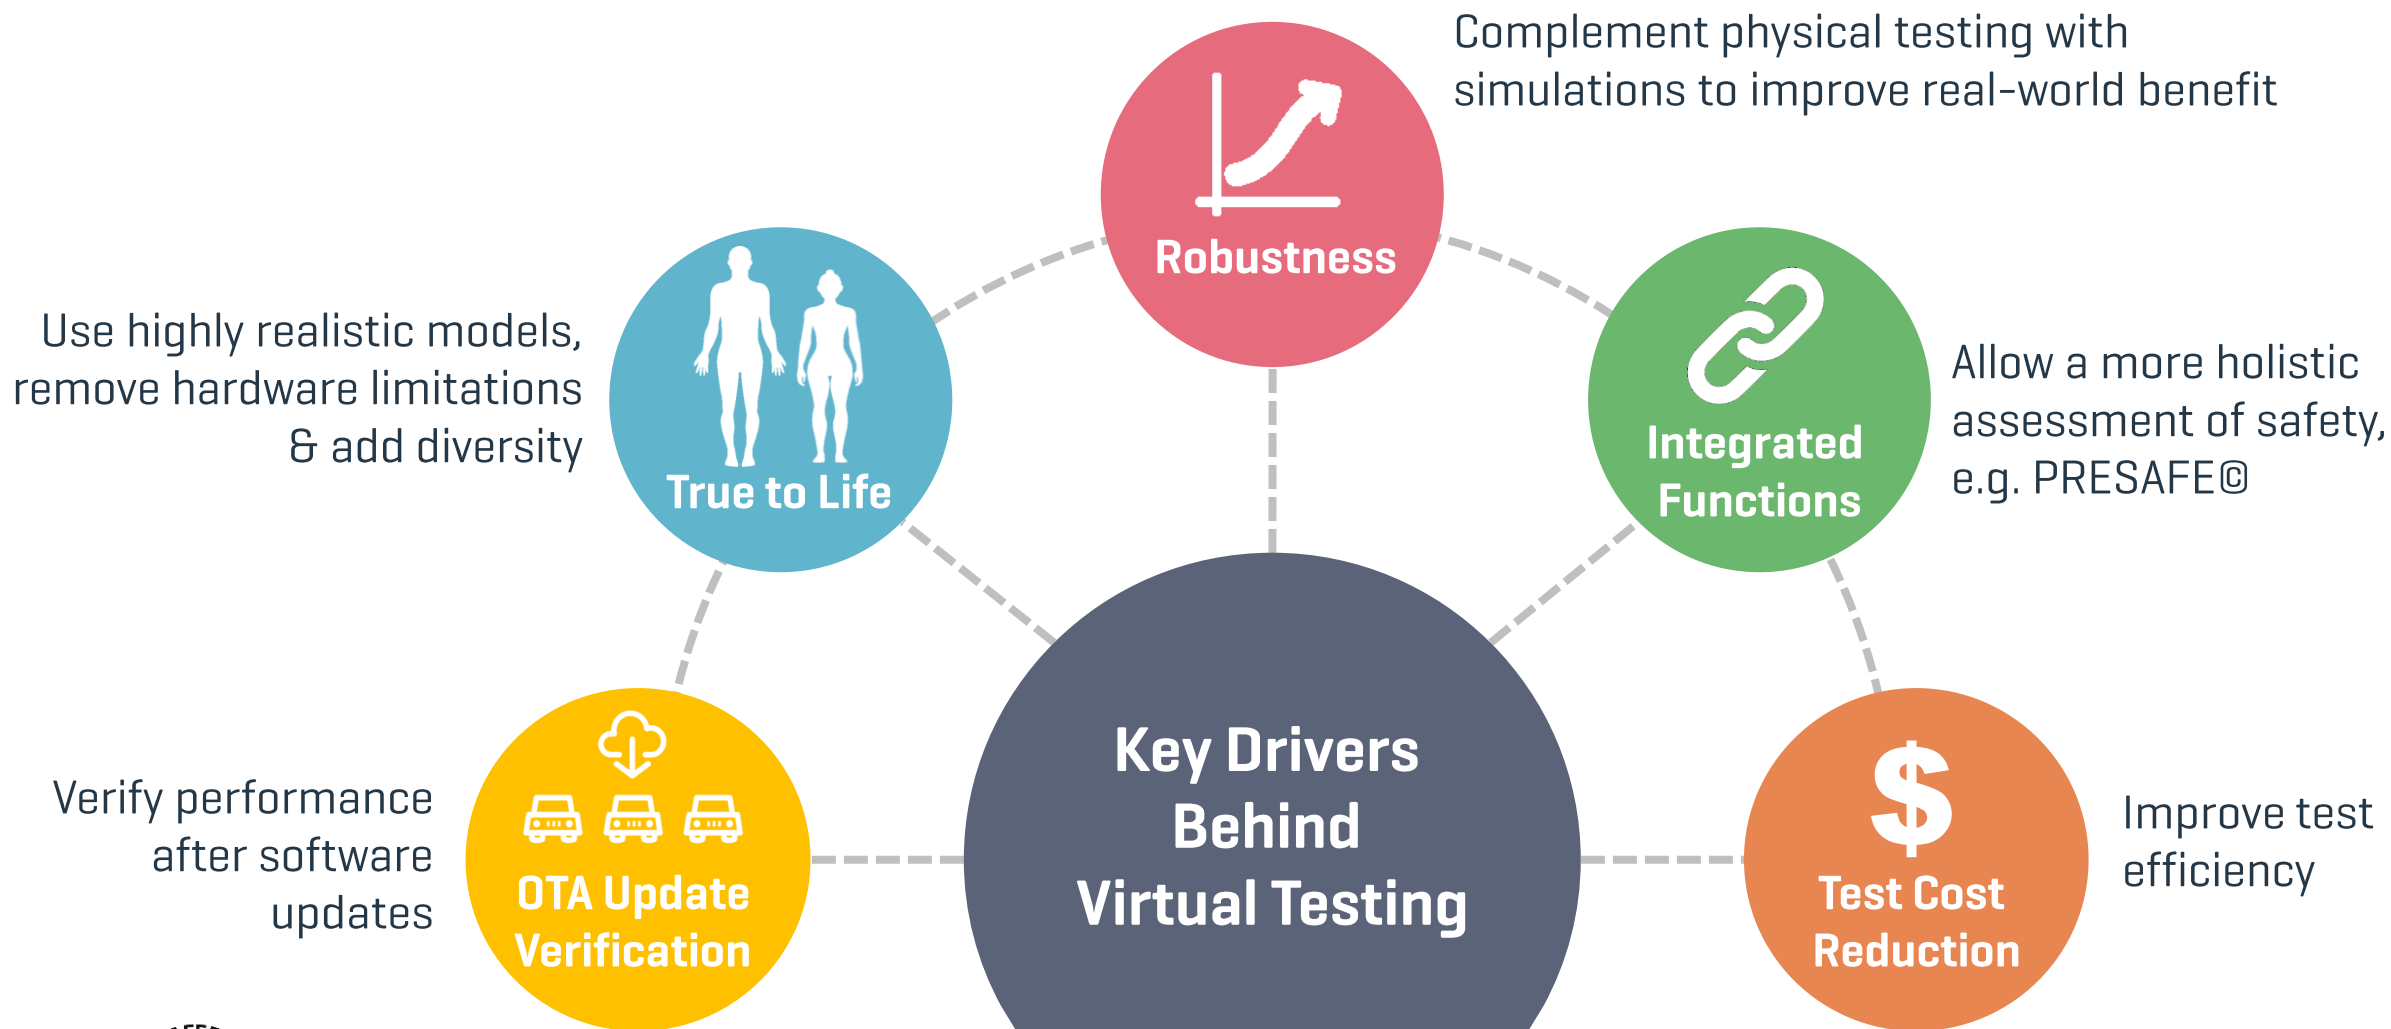 Complement physical testing with
simulations to improve real-world benefit
Robustness
Use highly realistic models,
remove hardware limitations
& add diversity
True to Life
Integrated
Functions
Allow a more holistic
assessment of safety,
e.g. PRESAFE©
Key Drivers
Behind
Virtual Testing
Verify performance
after software
updates
OTA Update
Verification
$
Test Cost
Reduction
Improve test
efficiency